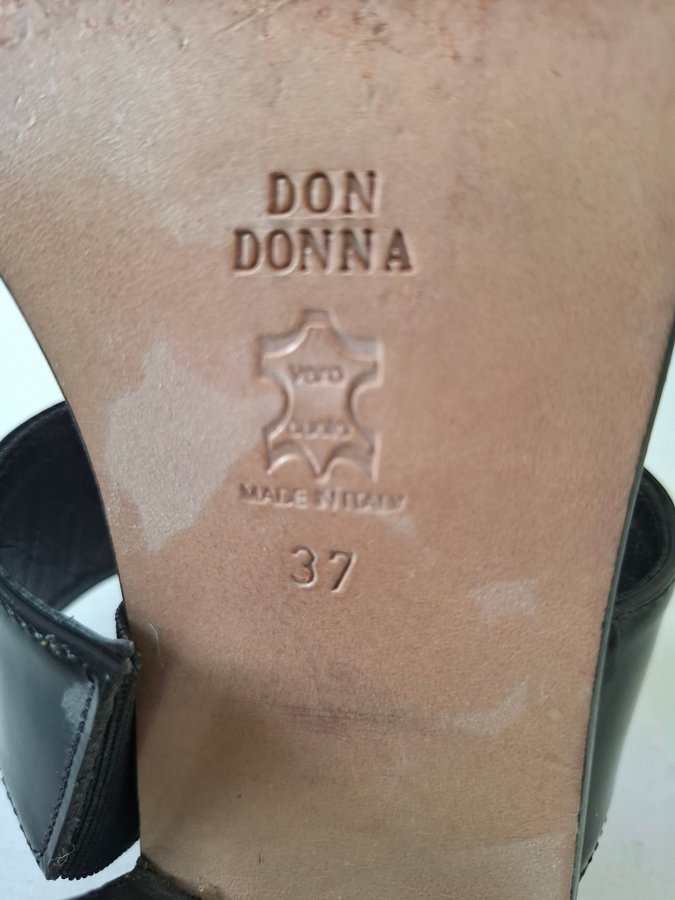 DON
DONNA
vero
cuoio
MADE IN ITALY
37